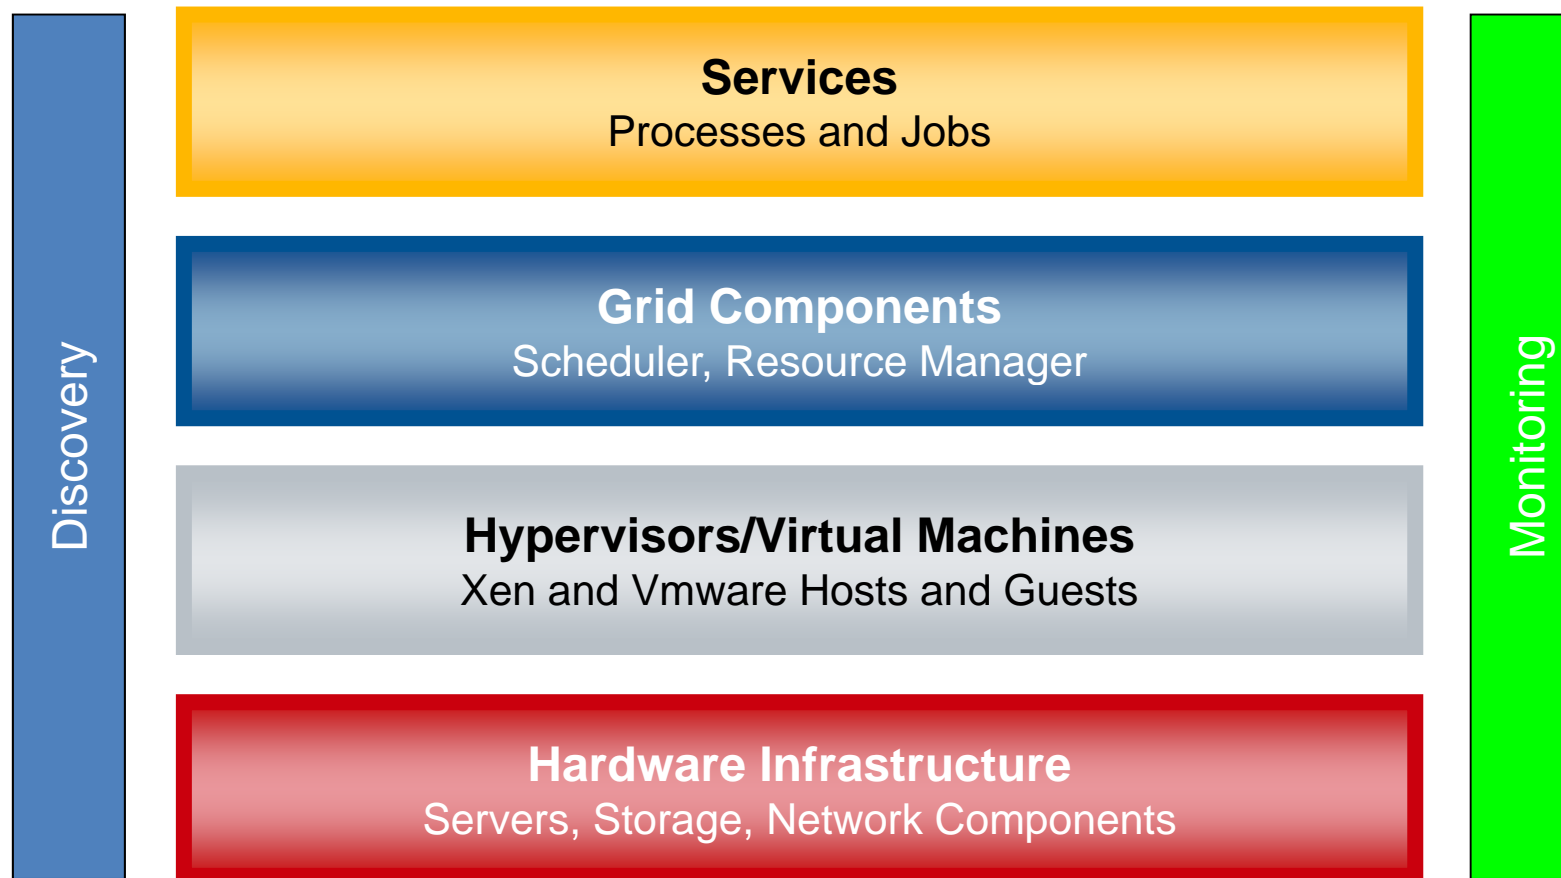 Discovery
Services
Processes and Jobs
Grid Components
Scheduler, Resource Manager
Hypervisors/Virtual Machines
Xen and Vmware Hosts and Guests
Hardware Infrastructure
Servers, Storage, Network Components
Monitoring